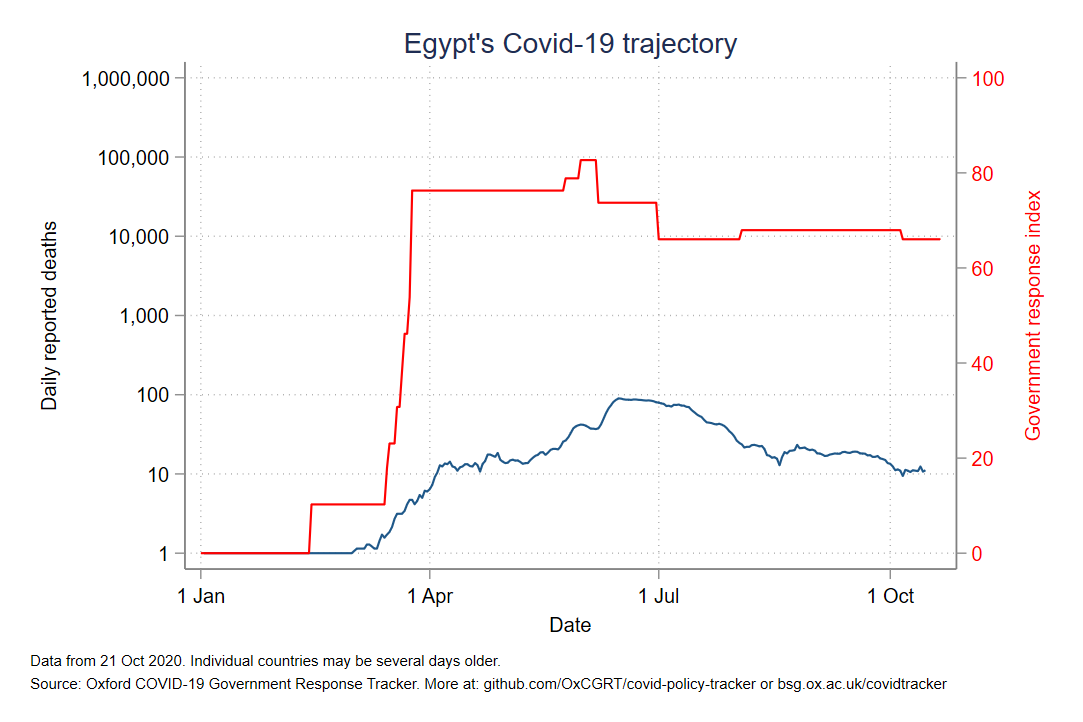 Egypt's Covid-19 trajectory
1,000,000
100,000
10,000
1,000
100
10
1
Daily reported deaths
100
80
60
40
20
0
Government response index
1 Jan
1 Apr
1 Jul
1 Oct
Date
Data from 21 Oct 2020. Individual countries may be several days older.
Source: Oxford COVID-19 Government Response Tracker. More at: github.com/OxCGRT/covid-policy-tracker or bsg.ox.ac.uk/covidtracker